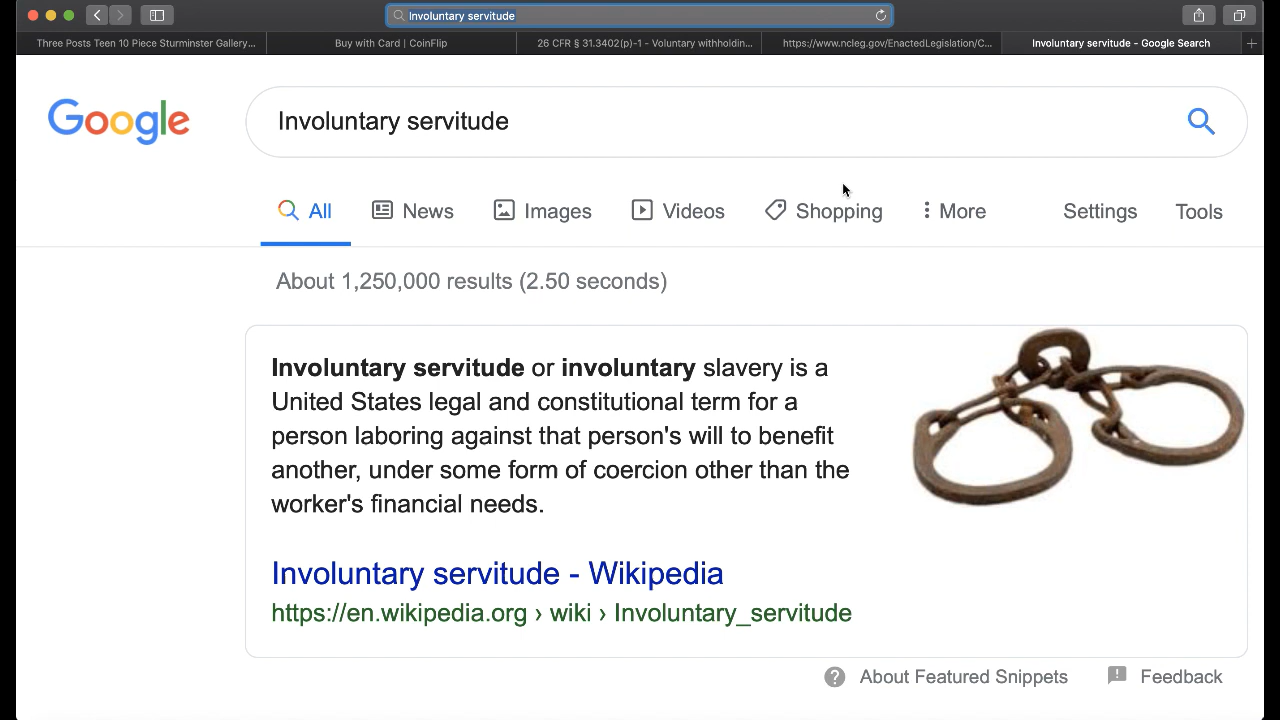 Involuntary servitude
Three Posts Teen 10 Piece Sturminster Gallery...
Buy with Card | CoinFlip
26 CFR § 31.3402(p)-1 - Voluntary withholdin...
https://www.ncleg.gov/EnactedLegislation/C...
Involuntary servitude - Google Search
Google
Involuntary servitude
All
News
Images
Videos
Shopping
More
Settings
Tools
About 1,250,000 results (2.50 seconds)
Involuntary servitude or involuntary slavery is a
United States legal and constitutional term for a
person laboring against that person's will to benefit
another, under some form of coercion other than the
worker's financial needs.
Involuntary servitude - Wikipedia
https://en.wikipedia.org › wiki › Involuntary_servitude
About Featured Snippets
Feedback